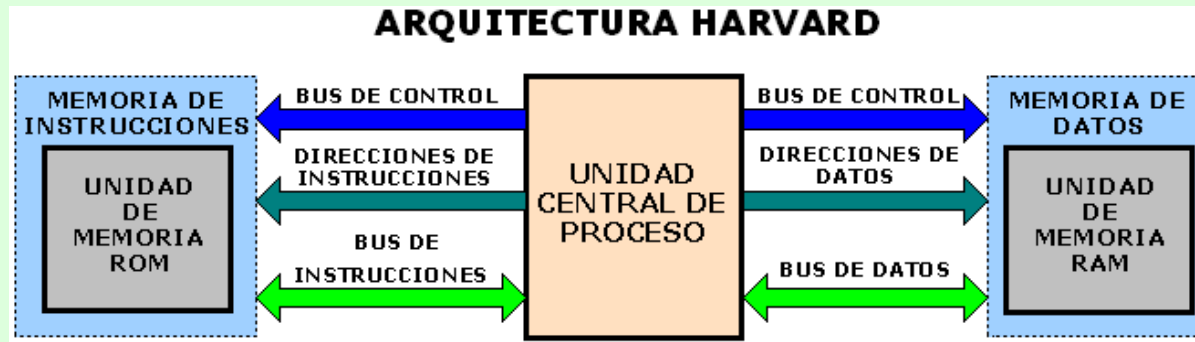 ARQUITECTURA HARVARD
MEMORIA DE
INSTRUCCIONES
UNIDAD
DE
MEMORIA
ROM
BUS DE CONTROL
DIRECCIONES DE
INSTRUCCIONES
BUS DE
INSTRUCCIONES
UNIDAD
CENTRAL DE
PROCESO
BUS DE CONTROL
DIRECCIONES DE
DATOS
BUS DE DATOS
MEMORIA DE
DATOS
UNIDAD
DE
MEMORIA
RAM